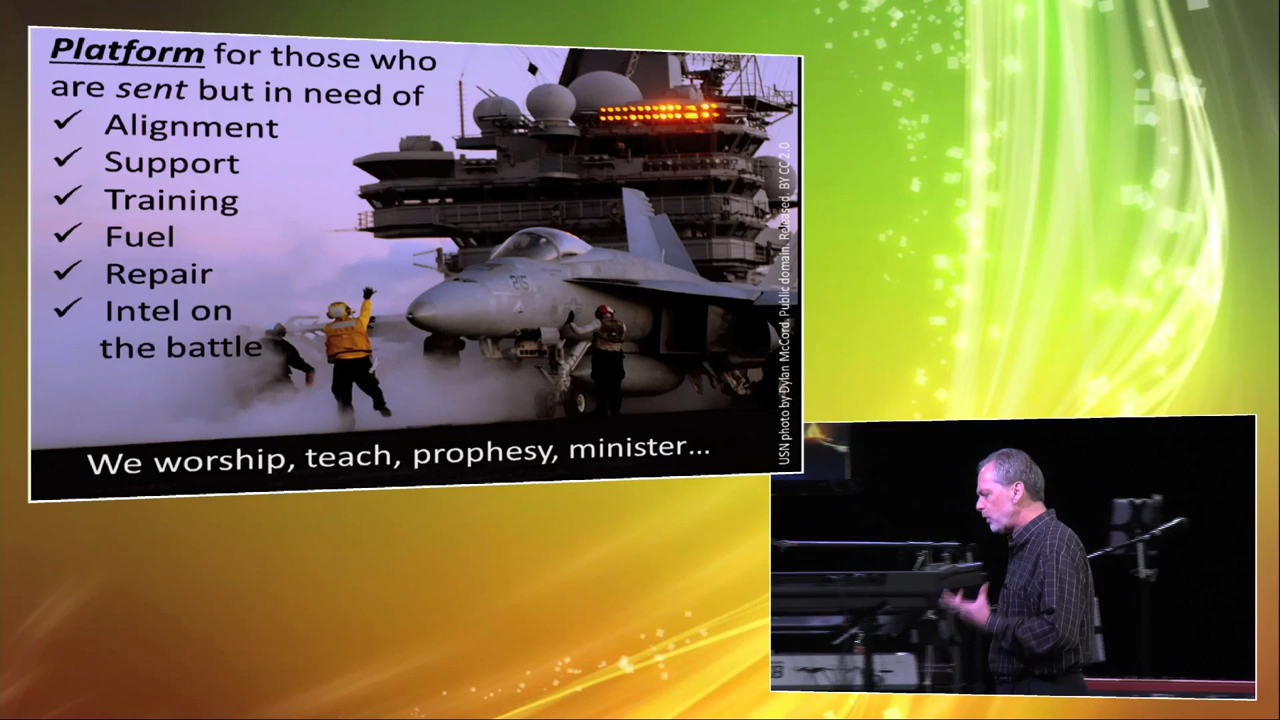 Platform for those who
are sent but in need of
✓ Alignment
✓ Support
✓ Training
✓ Fuel
✓ Repair
✓ Intel on
the battle
We worship, teach, prophesy, minister...
USN photo by Dylan McCord. Public domain. Released. BY CC 2.0